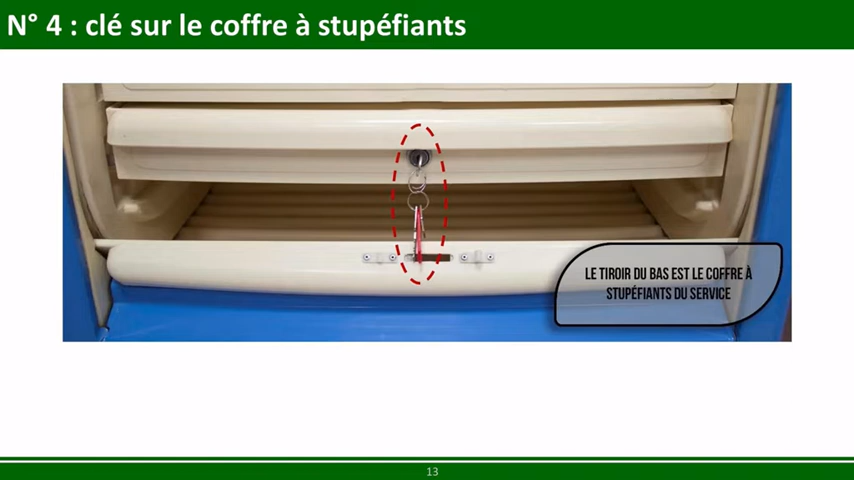 N° 4 : clé sur le coffre à stupéfiants
LE TIROIR DU BAS EST LE COFFRE À
STUPÉFIANTS DU SERVICE
13